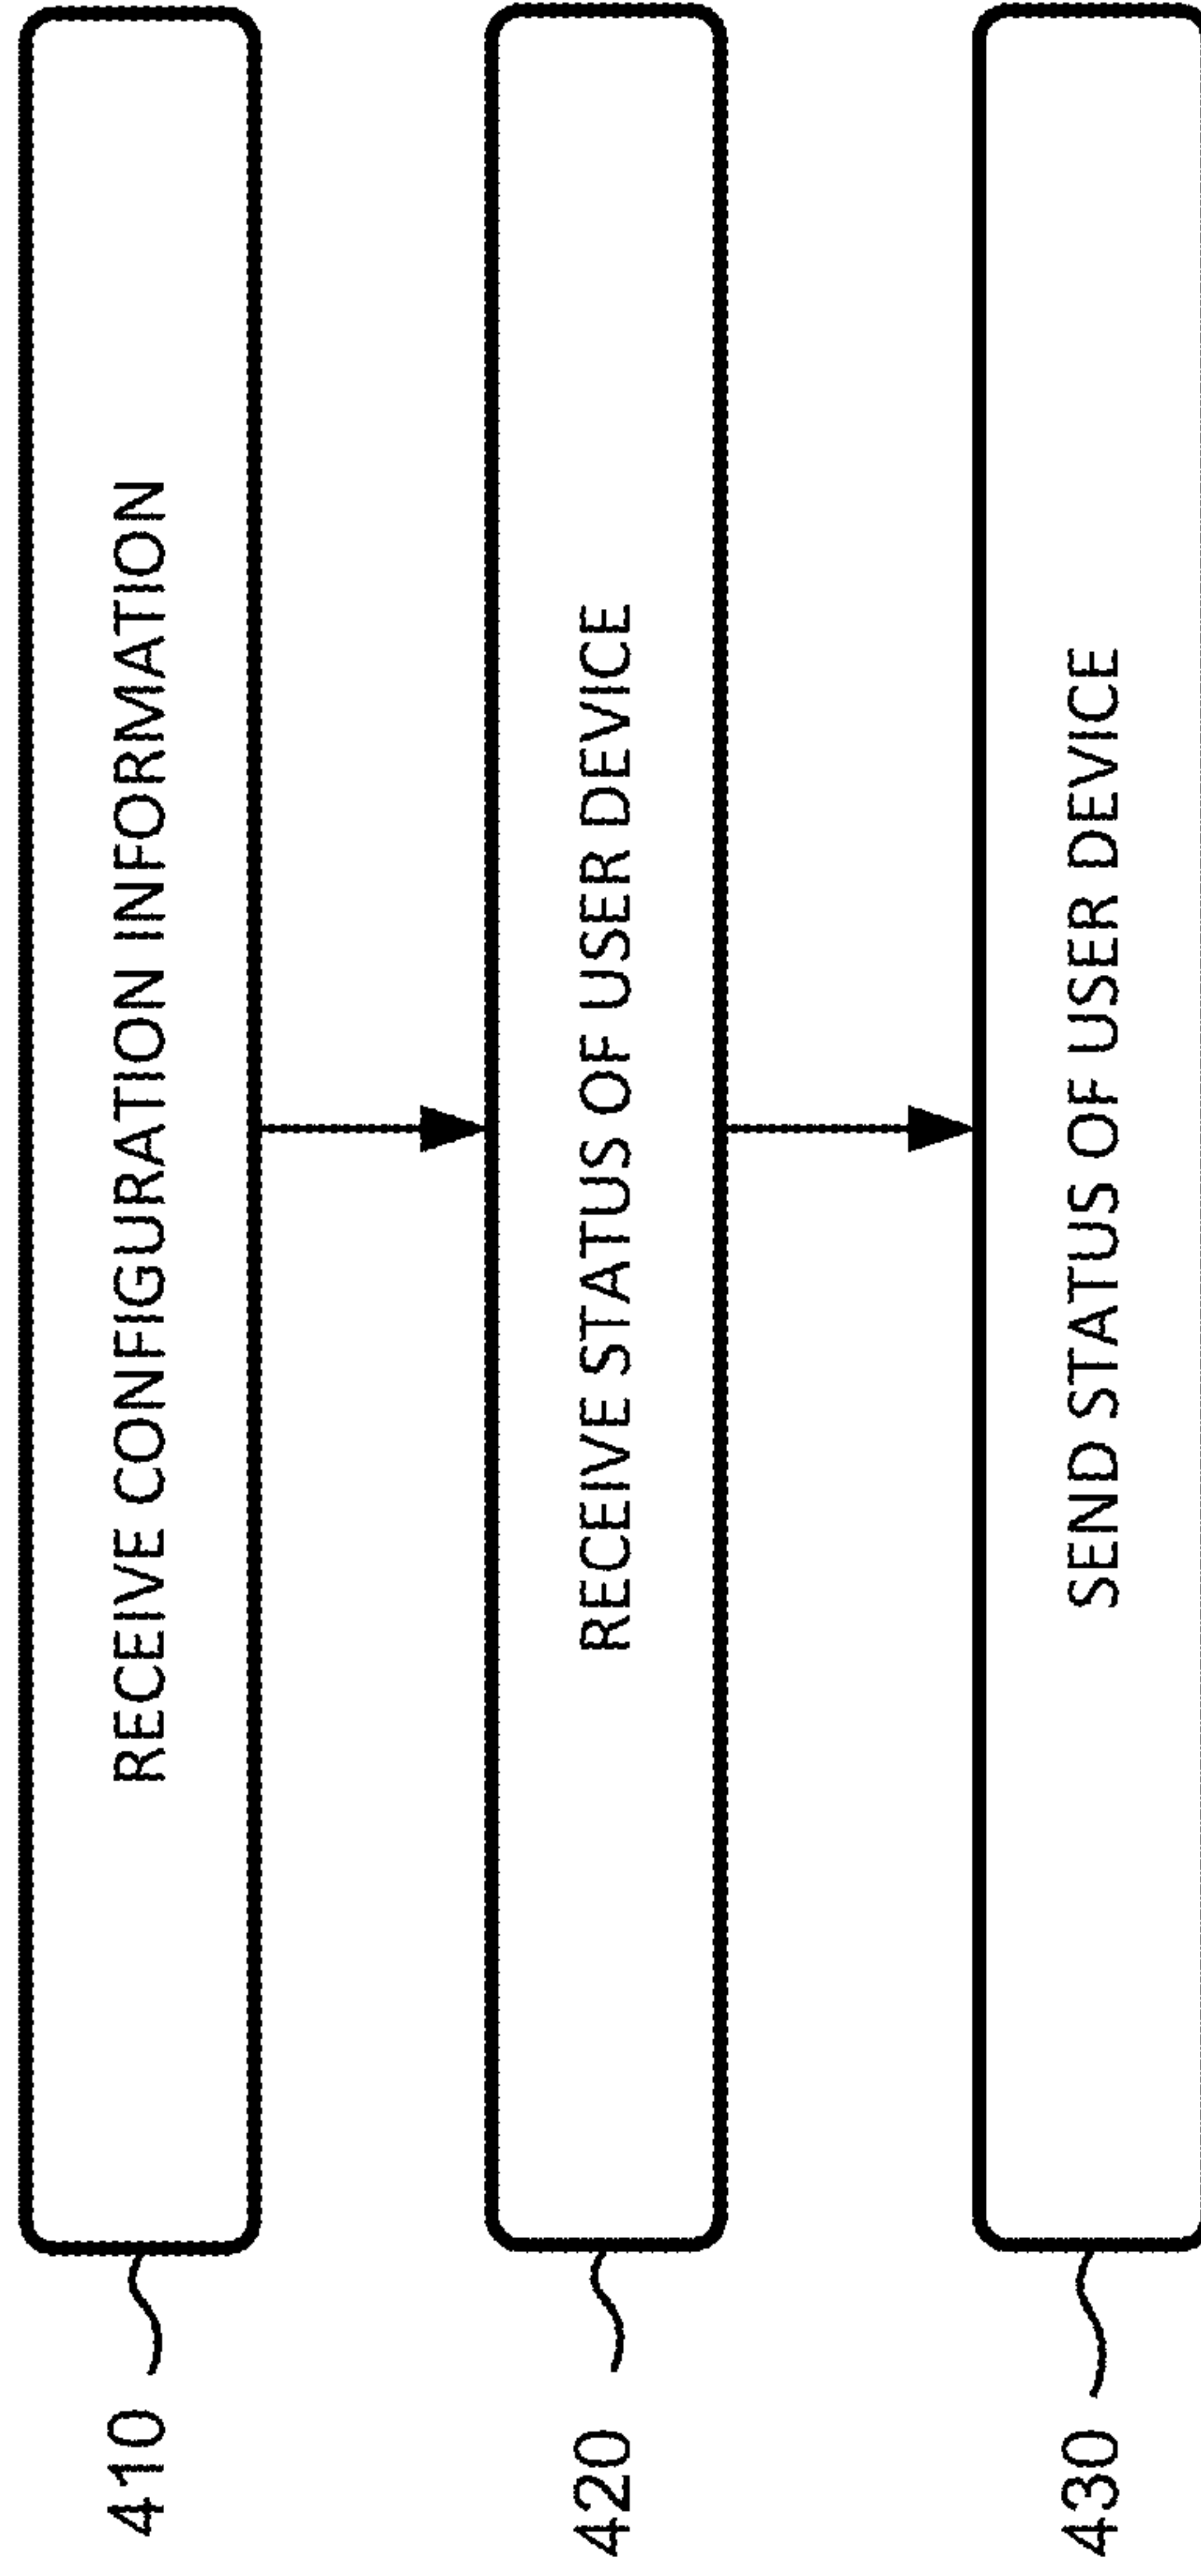 410
RECEIVE CONFIGURATION INFORMATION
420
RECEIVE STATUS OF USER DEVICE
430
SEND STATUS OF USER DEVICE